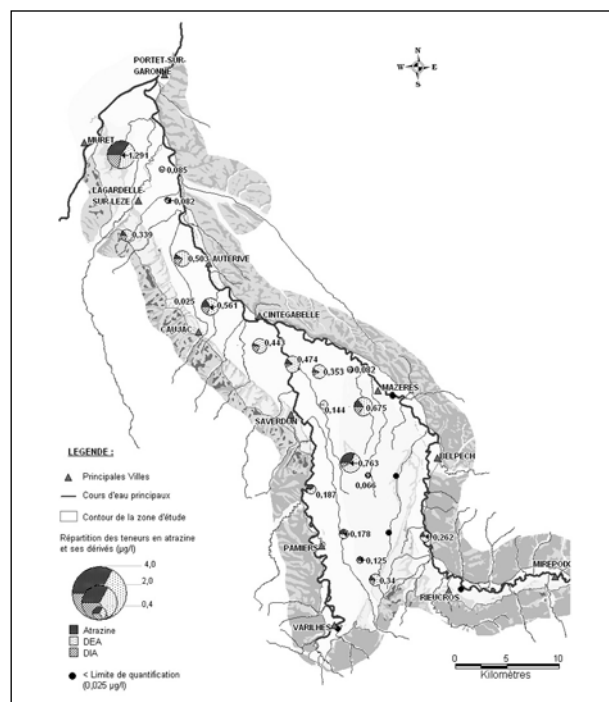 PORTET-SUR-
GARONNE
N
W E
S
MURET
1,291
0,085
LAGARDELLE-
SUR-LEZE
0,082
0,339
0,503
AUTERIVE
0,025
0,561
CINTEGABELLE
CAUJAC
0,443
0,474
0,353
0,082
MAZERES
0,144
0,675
SAVERDUN
BELPECH
0,763
0,066
0,187
0,178
0,262
PAMIERS
0,125
MIREPOIX
0,34
RIEUCROS
VARILHES
LEGENDE :
Principales Villes
Cours d'eau principaux
Contour de la zone d'étude
Répartition des teneurs en atrazine
et ses dérivés (µg/l)
4,0
2,0
0,4
Atrazine
DEA
DIA
< Limite de quantification
(0,025 µg/l)
0 5 10
Kilomètres